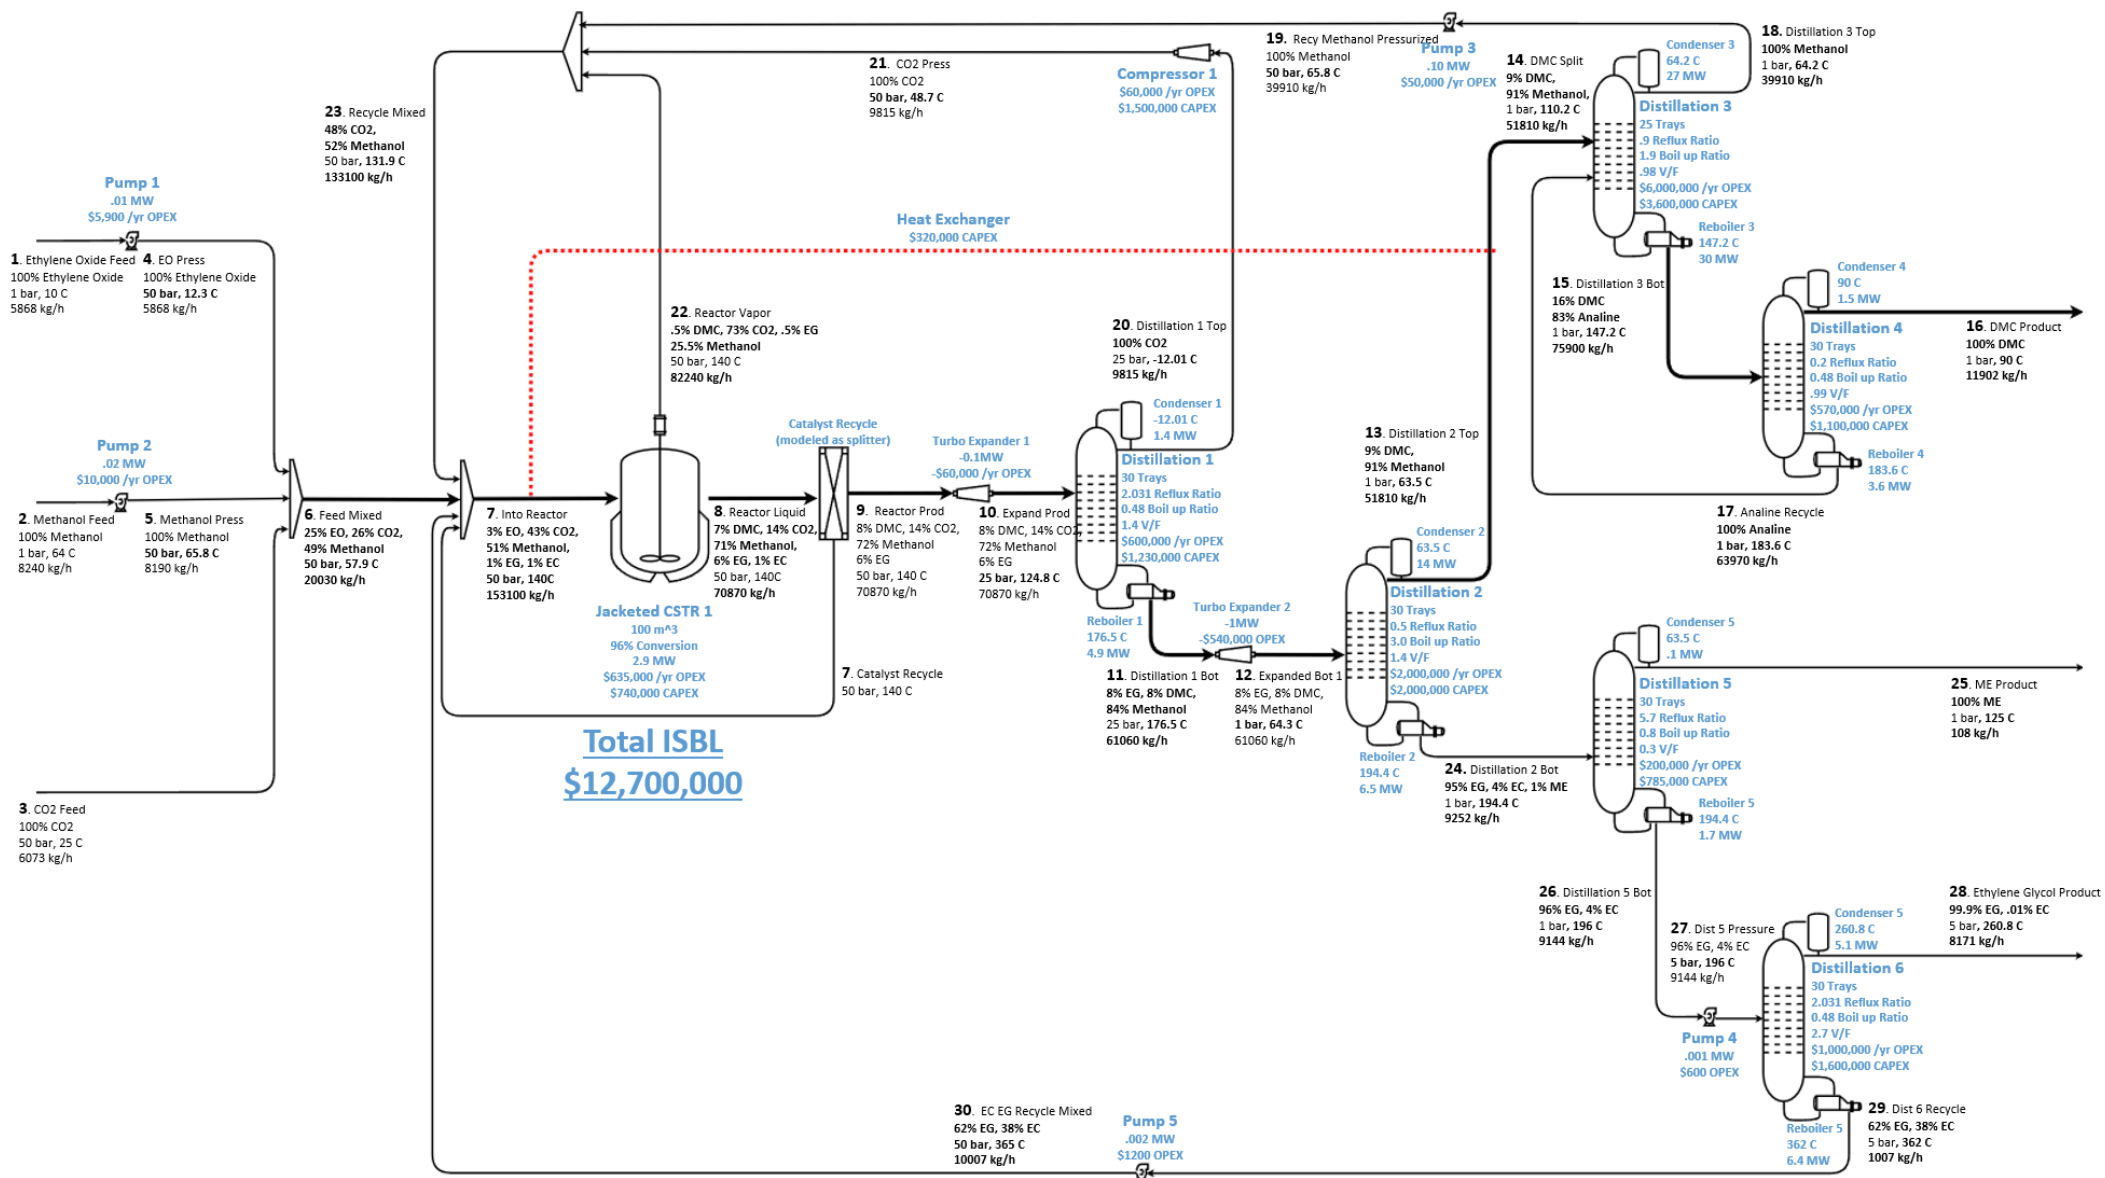 Pump 1
.01 MW
$5,900 /yr OPEX
1. Ethylene Oxide Feed
100% Ethylene Oxide
1 bar, 10 C
5868 kg/h
4. EO Press
100% Ethylene Oxide
50 bar, 12.3 C
5868 kg/h
Pump 2
.02 MW
$10,000 /yr OPEX
2. Methanol Feed
100% Methanol
1 bar, 64 C
8240 kg/h
5. Methanol Press
100% Methanol
50 bar, 65.8 C
8190 kg/h
3. CO2 Feed
100% CO2
50 bar, 25 C
6073 kg/h
6. Feed Mixed
25% EO, 26% CO2,
49% Methanol
50 bar, 57.9 C
20030 kg/h
23. Recycle Mixed
48% CO2,
52% Methanol
50 bar, 131.9 C
133100 kg/h
7. Into Reactor
3% EO, 43% CO2,
51% Methanol,
1% EG, 1% EC
50 bar, 140C
153100 kg/h
Jacketed CSTR 1
100 m^3
96% Conversion
2.9 MW
$635,000 /yr OPEX
$740,000 CAPEX
Total ISBL
$12,700,000
22. Reactor Vapor
.5% DMC, 73% CO2, .5% EG
25.5% Methanol
50 bar, 140 C
82240 kg/h
8. Reactor Liquid
7% DMC, 14% CO2,
71% Methanol,
6% EG, 1% EC
50 bar, 140C
70870 kg/h
Catalyst Recycle
(modeled as splitter)
7. Catalyst Recycle
50 bar, 140 C
9. Reactor Prod
8% DMC, 14% CO2,
72% Methanol
6% EG
50 bar, 140 C
70870 kg/h
Turbo Expander 1
-0.1MW
-$60,000 /yr OPEX
10. Expand Prod
8% DMC, 14% CO2
72% Methanol
6% EG
25 bar, 124.8 C
70870 kg/h
Heat Exchanger
$320,000 CAPEX
21. CO2 Press
100% CO2
50 bar, 48.7 C
9815 kg/h
Compressor 1
$60,000 /yr OPEX
$1,500,000 CAPEX
20. Distillation 1 Top
100% CO2
25 bar, -12.01 C
9815 kg/h
Condenser 1
-12.01 C
1.4 MW
Distillation 1
30 Trays
2.031 Reflux Ratio
0.48 Boil up Ratio
1.4 V/F
$600,000 /yr OPEX
$1,230,000 CAPEX
Reboiler 1
176.5 C
4.9 MW
11. Distillation 1 Bot
8% EG, 8% DMC,
84% Methanol
25 bar, 176.5 C
61060 kg/h
Turbo Expander 2
-1MW
-$540,000 OPEX
12. Expanded Bot 1
8% EG, 8% DMC,
84% Methanol
1 bar, 64.3 C
61060 kg/h
19. Recy Methanol Pressurized
100% Methanol
50 bar, 65.8 C
39910 kg/h
Pump 3
.10 MW
$50,000 /yr OPEX
13. Distillation 2 Top
9% DMC,
91% Methanol
1 bar, 63.5 C
51810 kg/h
Condenser 2
63.5 C
14 MW
Distillation 2
30 Trays
0.5 Reflux Ratio
3.0 Boil up Ratio
1.4 V/F
$2,000,000 /yr OPEX
$2,000,000 CAPEX
Reboiler 2
194.4 C
6.5 MW
24. Distillation 2 Bot
95% EG, 4% EC, 1% ME
1 bar, 194.4 C
9252 kg/h
14. DMC Split
9% DMC,
91% Methanol,
1 bar, 110.2 C
51810 kg/h
Condenser 3
64.2 C
27 MW
18. Distillation 3 Top
100% Methanol
1 bar, 64.2 C
39910 kg/h
Distillation 3
25 Trays
.9 Reflux Ratio
1.9 Boil up Ratio
.98 V/F
$6,000,000 /yr OPEX
$3,600,000 CAPEX
Reboiler 3
147.2 C
30 MW
15. Distillation 3 Bot
16% DMC
83% Analine
1 bar, 147.2 C
75900 kg/h
Condenser 4
90 C
1.5 MW
Distillation 4
30 Trays
0.2 Reflux Ratio
0.48 Boil up Ratio
.99 V/F
$570,000 /yr OPEX
$1,100,000 CAPEX
Reboiler 4
183.6 C
3.6 MW
16. DMC Product
100% DMC
1 bar, 90 C
11902 kg/h
17. Analine Recycle
100% Analine
1 bar, 183.6 C
63970 kg/h
Condenser 5
63.5 C
.1 MW
Distillation 5
30 Trays
5.7 Reflux Ratio
0.8 Boil up Ratio
0.3 V/F
$200,000 /yr OPEX
$785,000 CAPEX
Reboiler 5
194.4 C
1.7 MW
25. ME Product
100% ME
1 bar, 125 C
108 kg/h
26. Distillation 5 Bot
96% EG, 4% EC
1 bar, 196 C
9144 kg/h
27. Dist 5 Pressure
96% EG, 4% EC
5 bar, 196 C
9144 kg/h
Pump 4
.001 MW
$600 OPEX
Condenser 5
260.8 C
5.1 MW
Distillation 6
30 Trays
2.031 Reflux Ratio
0.48 Boil up Ratio
2.7 V/F
$1,000,000 /yr OPEX
$1,600,000 CAPEX
28. Ethylene Glycol Product
99.9% EG, .01% EC
5 bar, 260.8 C
8171 kg/h
Reboiler 5
362 C
6.4 MW
29. Dist 6 Recycle
62% EG, 38% EC
5 bar, 362 C
1007 kg/h
30. EC EG Recycle Mixed
62% EG, 38% EC
50 bar, 365 C
10007 kg/h
Pump 5
.002 MW
$1200 OPEX